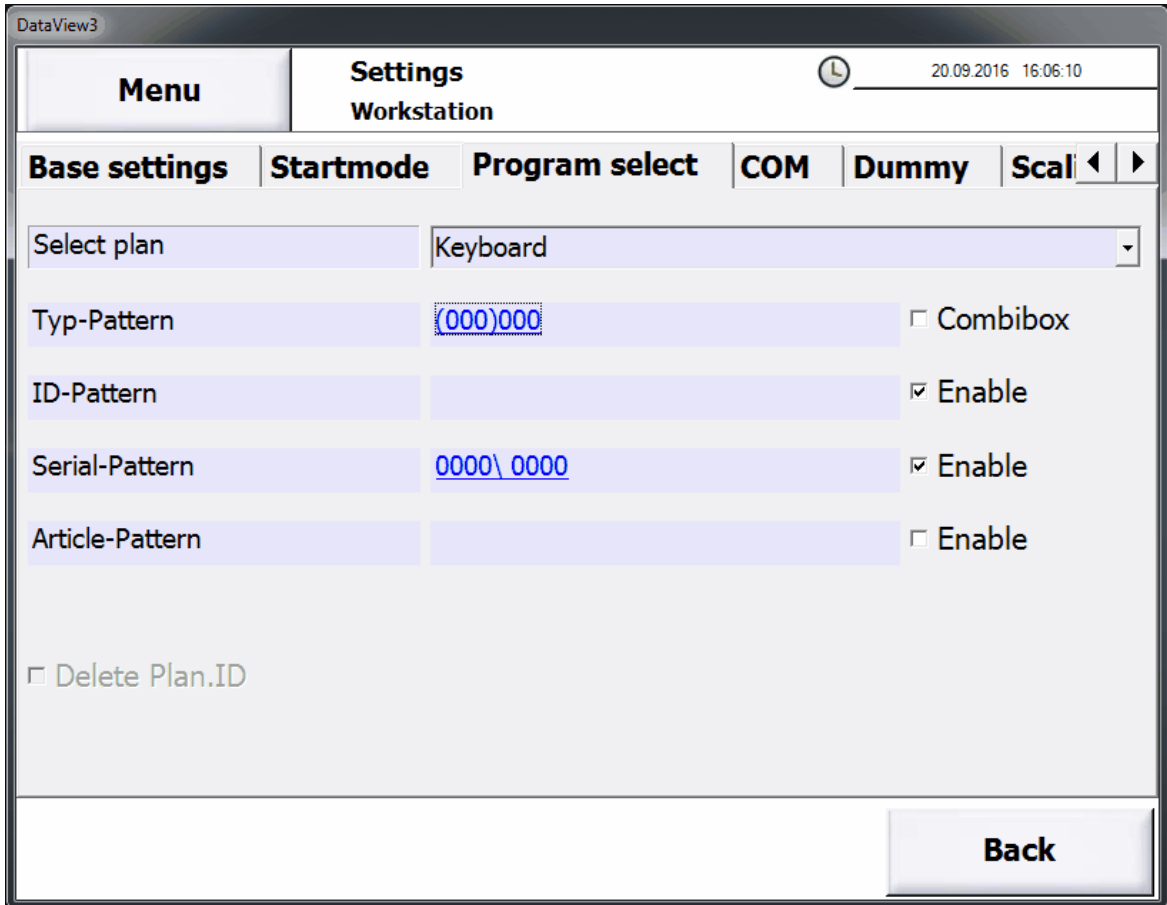 DataView3
Menu
Settings
Workstation
20.09.2016 16:06:10
Base settings
Startmode
Program select
COM
Dummy
Scali
Select plan
Keyboard
Typ-Pattern
(000)000
Combibox
ID-Pattern
Enable
Serial-Pattern
0000\ 0000
Enable
Article-Pattern
Enable
Delete Plan.ID
Back